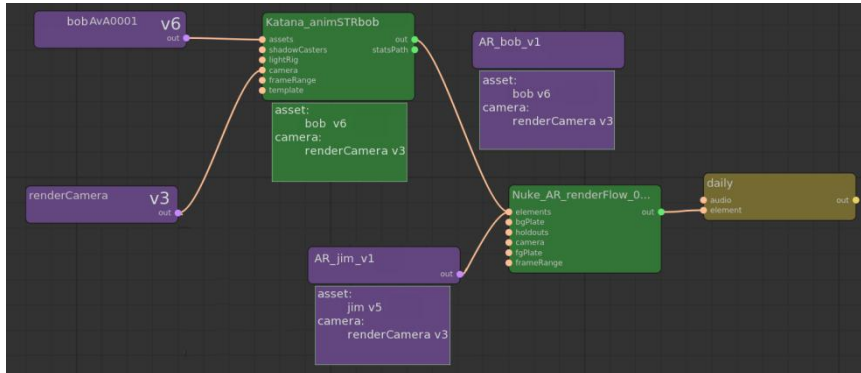 bobAvA0001 v6
out
Katana_animSTRbob
assets out
shadowCasters statsPath
lightRig
camera
frameRange
template
asset:
bob v6
camera:
renderCamera v3
AR_bob_v1
asset:
bob v6
camera:
renderCamera v3
renderCamera v3
out
Nuke_AR_renderFlow_0...
elements out
bgPlate
holdouts
camera
fgPlate
frameRange
daily
audio out
element
AR_jim_v1
out
asset:
jim v5
camera:
renderCamera v3